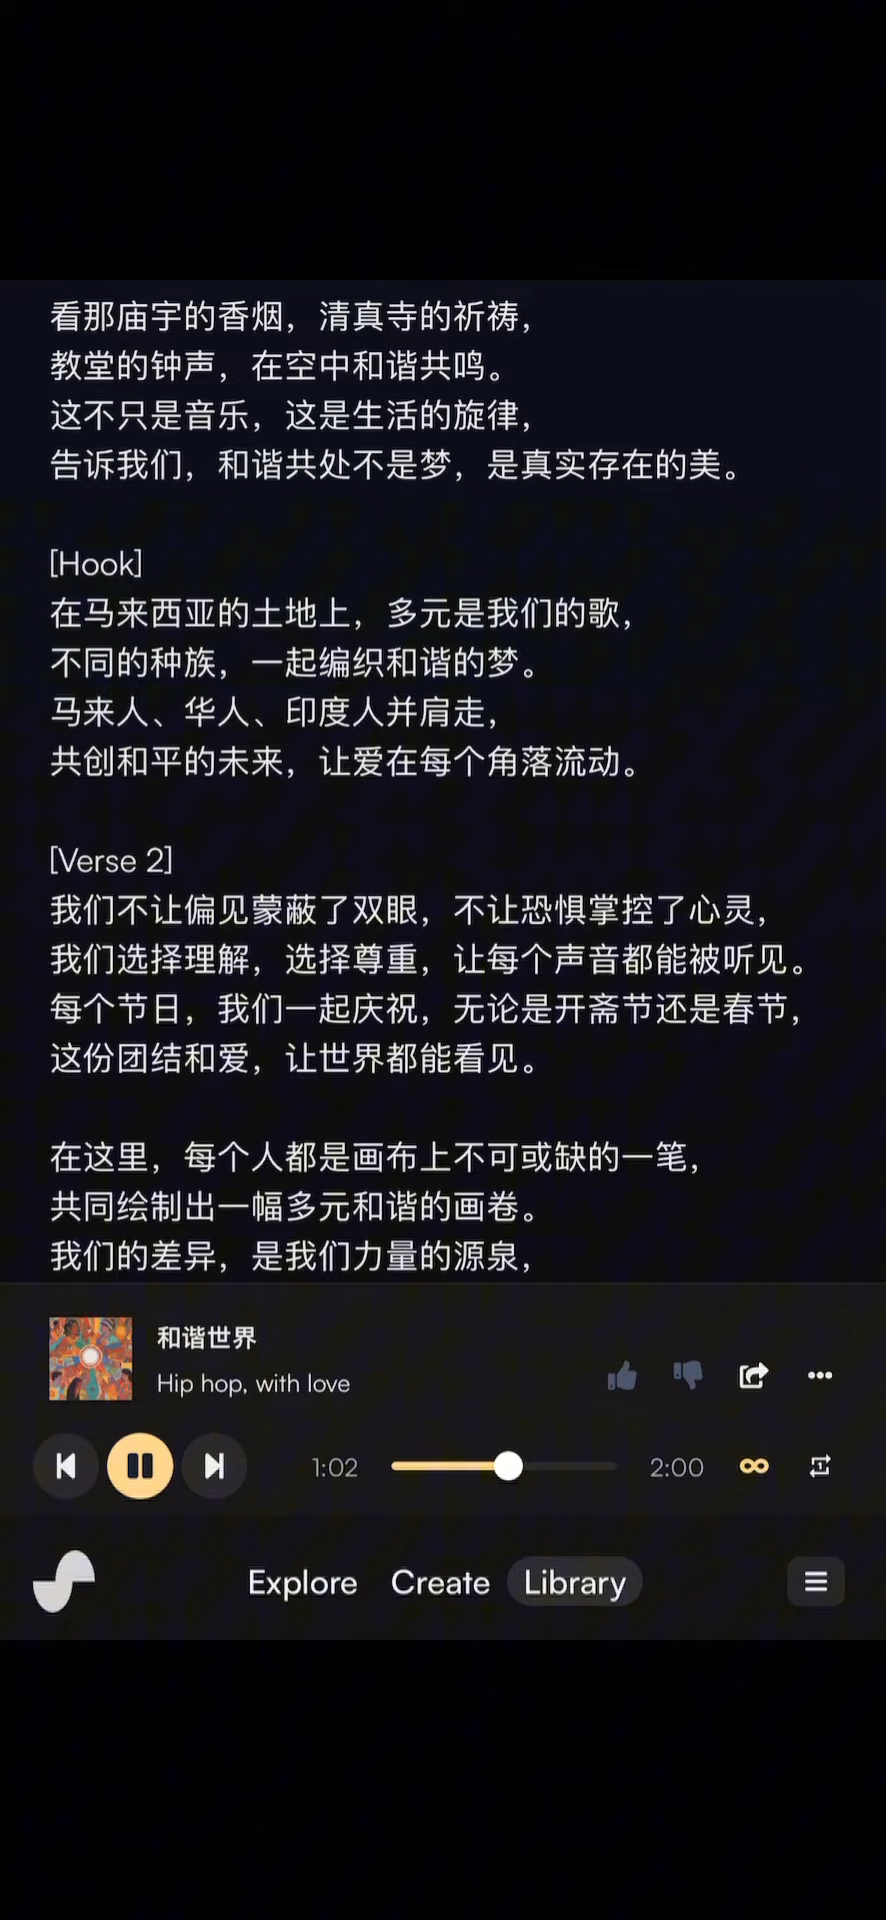 看那庙宇的香烟，清真寺的祈祷，
教堂的钟声，在空中和谐共鸣。
这不只是音乐，这是生活的旋律，
告诉我们，和谐共处不是梦，是真实存在的美。
[Hook]
在马来西亚的土地上，多元是我们的歌，
不同的种族，一起编织和谐的梦。
马来人、华人、印度人并肩走，
共创和平的未来，让爱在每个角落流动。
[Verse 2]
我们不让偏见蒙蔽了双眼，不让恐惧掌控了心灵，
我们选择理解，选择尊重，让每个声音都能被听见。
每个节日，我们一起庆祝，无论是开斋节还是春节，
这份团结和爱，让世界都能看见。
在这里，每个人都是画布上不可或缺的一笔，
共同绘制出一幅多元和谐的画卷。
我们的差异，是我们力量的源泉，
和谐世界
Hip hop, with love
1:02 2:00
Explore Create Library